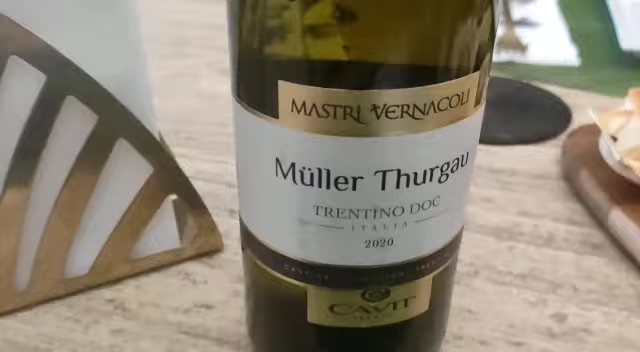 MASTRI VERNACOLI
Müller Thurgau
TRENTINO DOC
ITALIA
2020
CAVIT